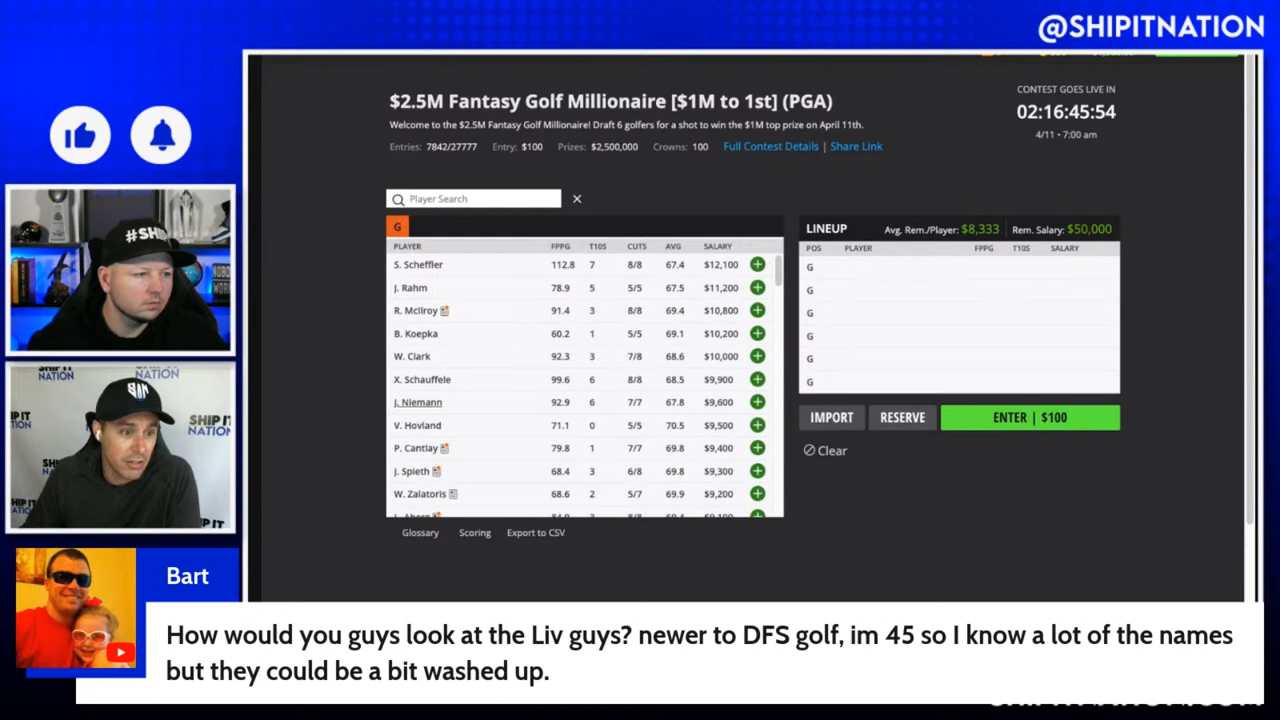 @SHIPITNATION
$2.5M Fantasy Golf Millionaire [$1M to 1st] (PGA)
Welcome to the $2.5M Fantasy Golf Millionaire! Draft 6 golfers for a shot to win the $1M top prize on April 11th.
Entries: 7842/27777 Entry: $100 Prizes: $2,500,000 Crowns: 100 Full Contest Details | Share Link
CONTEST GOES LIVE IN
02:16:45:54
4/11 • 7:00 am
Player Search
G
PLAYER FPPG T10S CUTS AVG SALARY
S. Scheffler 112.8 7 8/8 67.4 $12,100
J. Rahm 78.9 5 5/5 67.5 $11,200
R. McIlroy 91.4 3 8/8 69.4 $10,800
B. Koepka 60.2 1 5/5 69.1 $10,200
W. Clark 92.3 3 7/8 68.6 $10,000
X. Schauffele 99.6 6 8/8 68.5 $9,900
J. Niemann 92.9 6 7/7 67.8 $9,600
V. Hovland 71.1 0 5/5 70.5 $9,500
P. Cantlay 79.8 1 7/7 69.8 $9,400
J. Spieth 68.4 3 6/8 69.8 $9,300
W. Zalatoris 68.6 2 5/7 69.9 $9,200
Glossary Scoring Export to CSV
LINEUP Avg. Rem./Player: $8,333 Rem. Salary: $50,000
POS PLAYER FPPG T10S SALARY
G
G
G
G
G
G
IMPORT RESERVE ENTER | $100
Clear
#SHIP
SHIP IT
NATION
SHIP IT
NATION
SHIP IT
NATION
Bart
How would you guys look at the Liv guys? newer to DFS golf, im 45 so I know a lot of the names
but they could be a bit washed up.